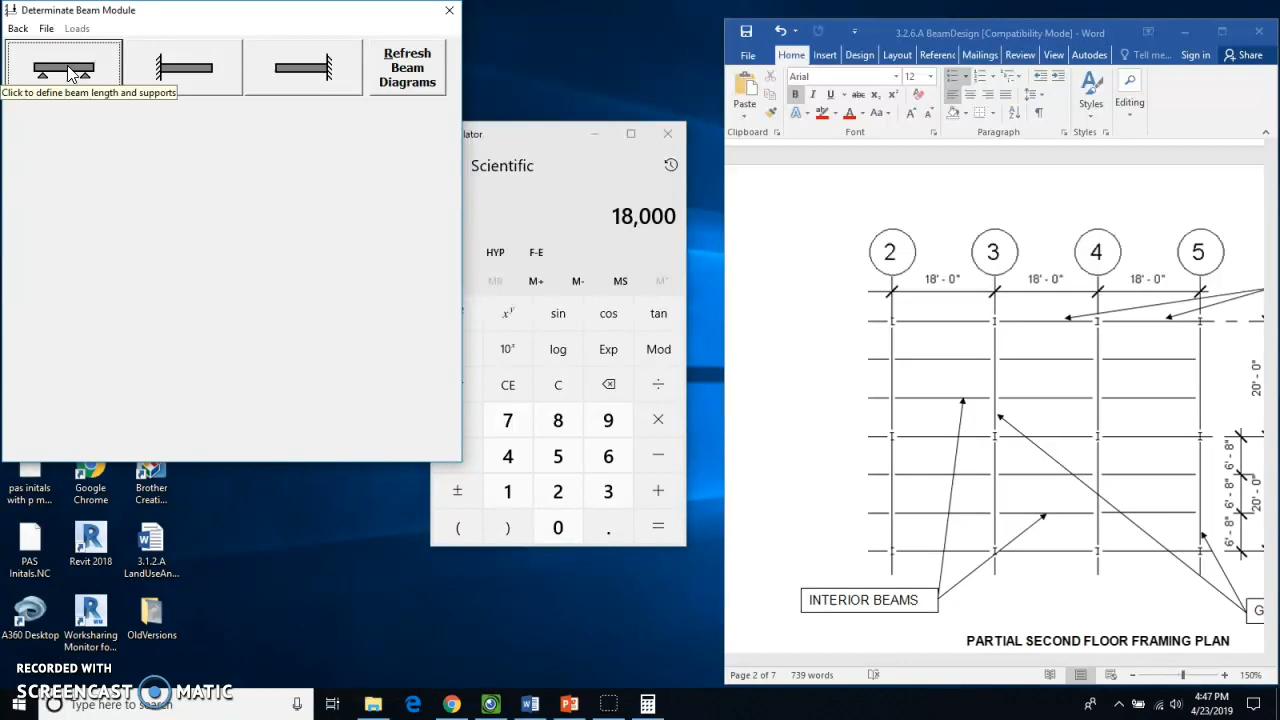 Determinate Beam Module
Back File Loads
Refresh
Beam
Diagrams
Click to define beam length and supports
lator
Scientific
18,000
HYP F-E
MR M+ M- MS M˅
xʸ sin cos tan
10ˣ log Exp Mod
CE C ⌫ ÷
7 8 9 ×
4 5 6 −
± 1 2 3 +
( ) 0 . =
3.2.6.A BeamDesign [Compatibility Mode] - Word
File Home Insert Design Layout Referenc Mailings Review View Autodes Tell me... Sign in Share
Paste
Arial 12
B I U abc x₂ x²
Styles
Editing
Clipboard Font Paragraph Styles
2 3 4 5
18' - 0" 18' - 0" 18' - 0"
20' - 0"
6' - 8" 6' - 8" 6' - 8"
20' - 0"
INTERIOR BEAMS
G
PARTIAL SECOND FLOOR FRAMING PLAN
Page 2 of 7 739 words 150%
pas initals
with p m...
Google
Chrome
Brother
Creati...
PAS
Initals.NC
Revit 2018
3.1.2.A
LandUseAn...
A360 Desktop
Worksharing
Monitor fo...
OldVersions
RECORDED WITH
SCREENCAST MATIC
Type here to search
4:47 PM
4/23/2019